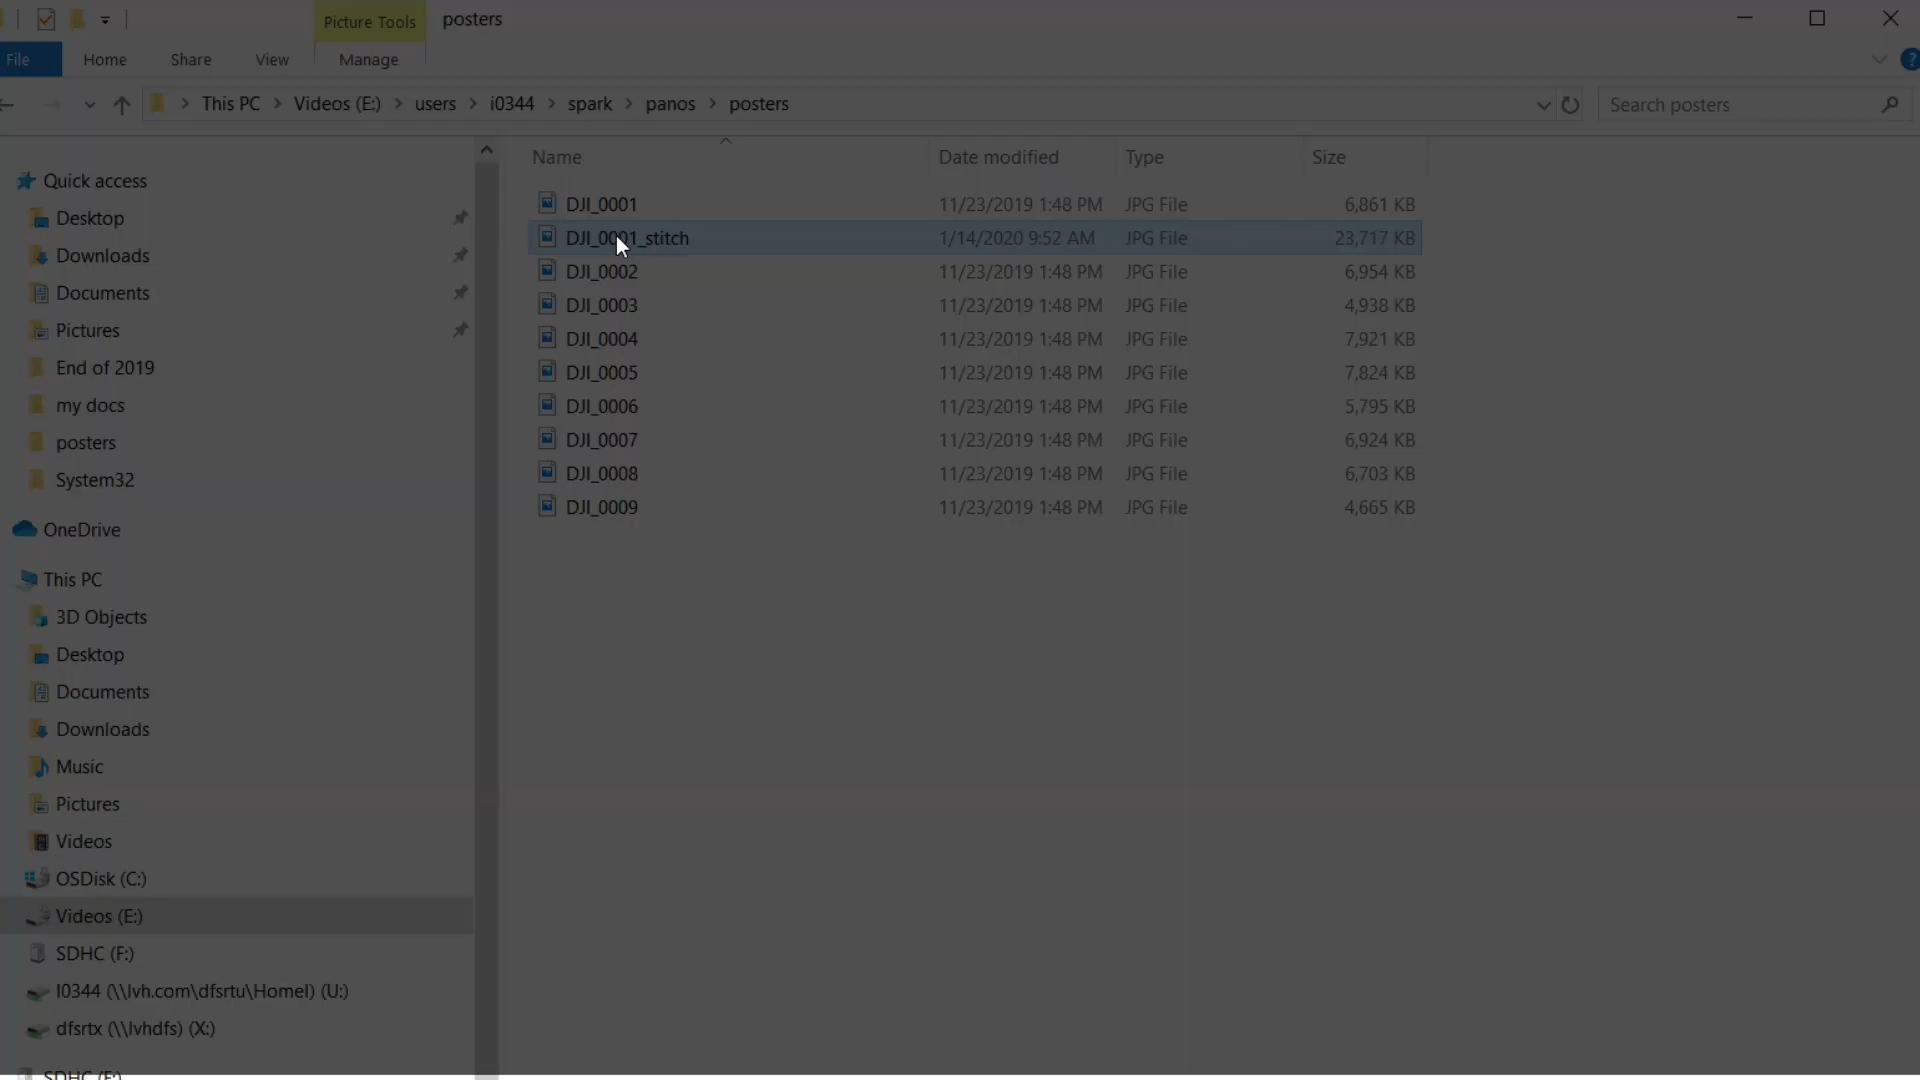 Picture Tools posters
File Home Share View Manage
This PC > Videos (E:) > users > i0344 > spark > panos > posters
Search posters
Name Date modified Type Size
Quick access
Desktop
Downloads
Documents
Pictures
End of 2019
my docs
posters
System32
OneDrive
This PC
3D Objects
Desktop
Documents
Downloads
Music
Pictures
Videos
OSDisk (C:)
Videos (E:)
SDHC (F:)
I0344 (\\lvh.com\dfsrtu\HomeI) (U:)
dfsrtx (\\lvhdfs) (X:)
SDHC (F:)
DJI_0001 11/23/2019 1:48 PM JPG File 6,861 KB
DJI_0001_stitch 1/14/2020 9:52 AM JPG File 23,717 KB
DJI_0002 11/23/2019 1:48 PM JPG File 6,954 KB
DJI_0003 11/23/2019 1:48 PM JPG File 4,938 KB
DJI_0004 11/23/2019 1:48 PM JPG File 7,921 KB
DJI_0005 11/23/2019 1:48 PM JPG File 7,824 KB
DJI_0006 11/23/2019 1:48 PM JPG File 5,795 KB
DJI_0007 11/23/2019 1:48 PM JPG File 6,924 KB
DJI_0008 11/23/2019 1:48 PM JPG File 6,703 KB
DJI_0009 11/23/2019 1:48 PM JPG File 4,665 KB